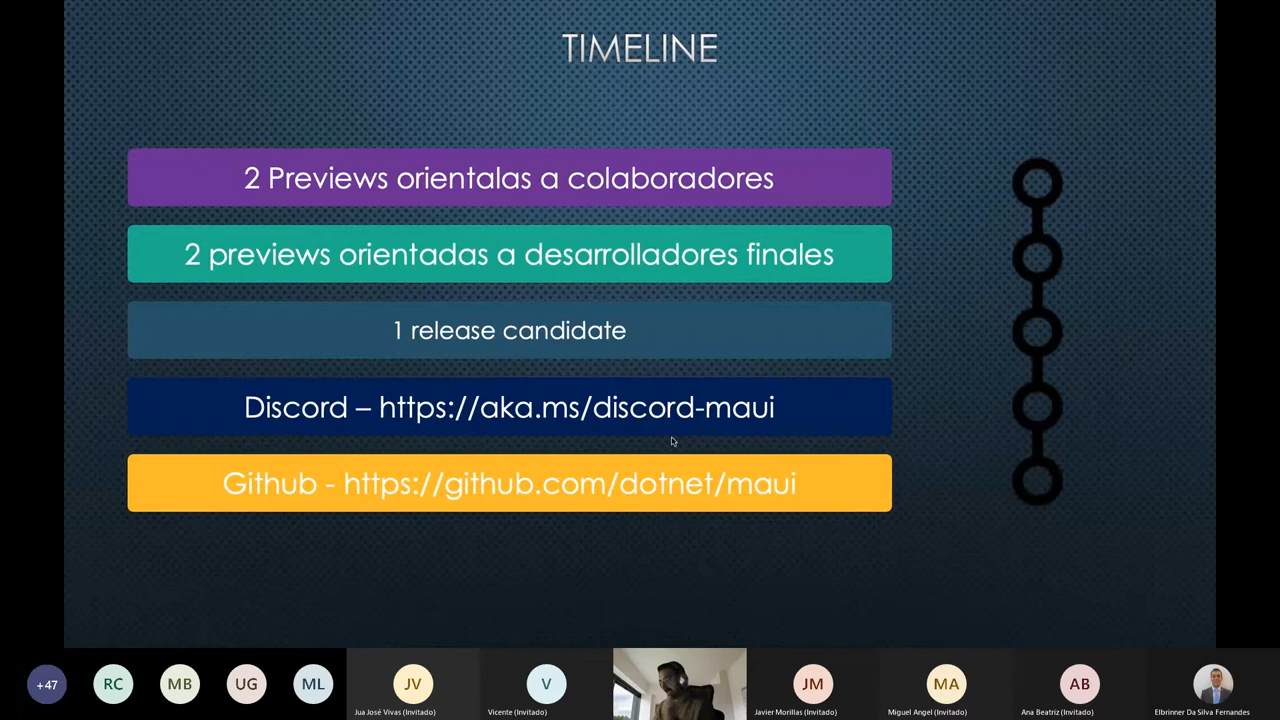 TIMELINE
2 Previews orientalas a colaboradores
2 previews orientadas a desarrolladores finales
1 release candidate
Discord – https://aka.ms/discord-maui
Github - https://github.com/dotnet/maui
+47
RC
MB
UG
ML
JV
V
JM
MA
AB
Jua José Vivas (Invitado)
Vicente (Invitado)
Javier Morillas (Invitado)
Miguel Angel (Invitado)
Ana Beatriz (Invitado)
Elbrinner Da Silva Fernandes